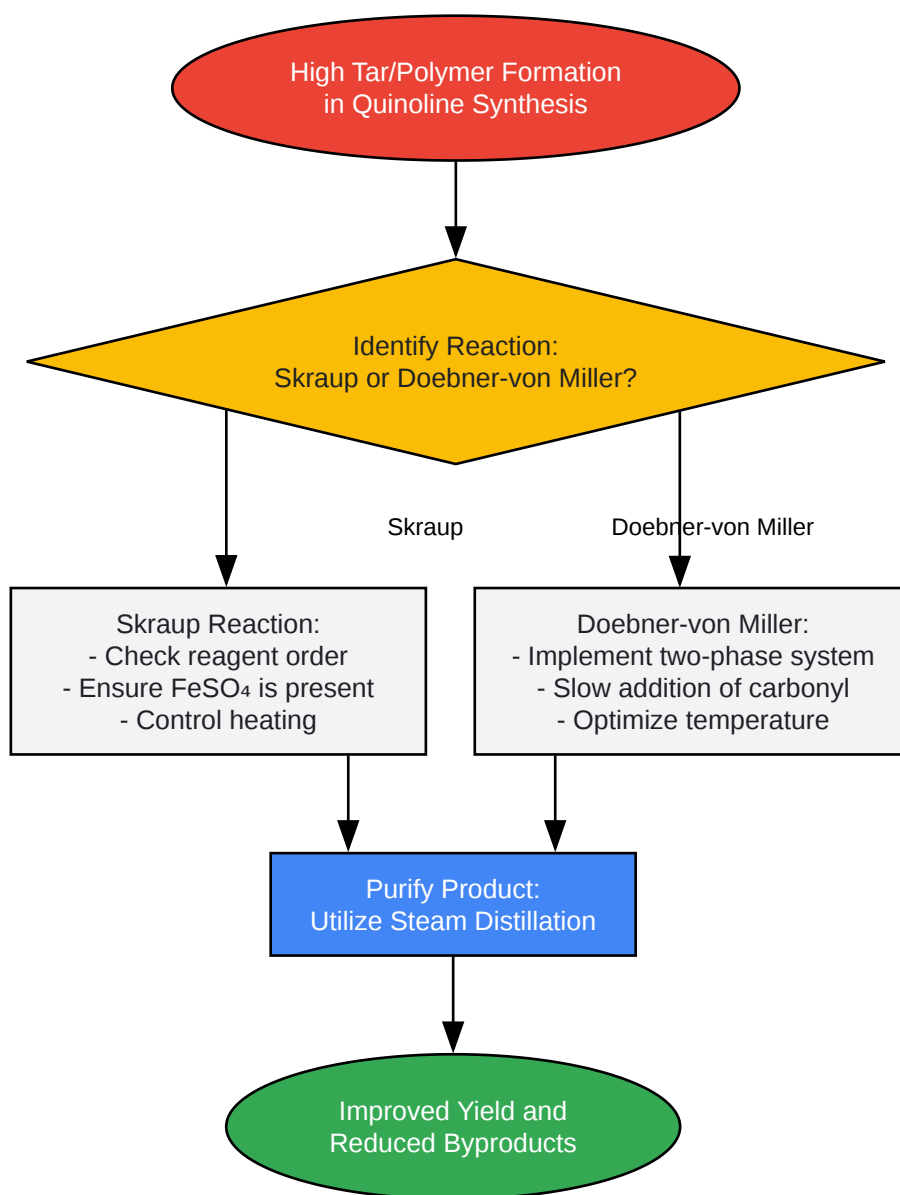 High Tar/Polymer Formation
in Quinoline Synthesis
Identify Reaction:
Skraup or Doebner-von Miller?
Skraup
Doebner-von Miller
Skraup Reaction:
- Check reagent order
- Ensure FeSO₄ is present
- Control heating
Doebner-von Miller:
- Implement two-phase system
- Slow addition of carbonyl
- Optimize temperature
Purify Product:
Utilize Steam Distillation
Improved Yield and
Reduced Byproducts